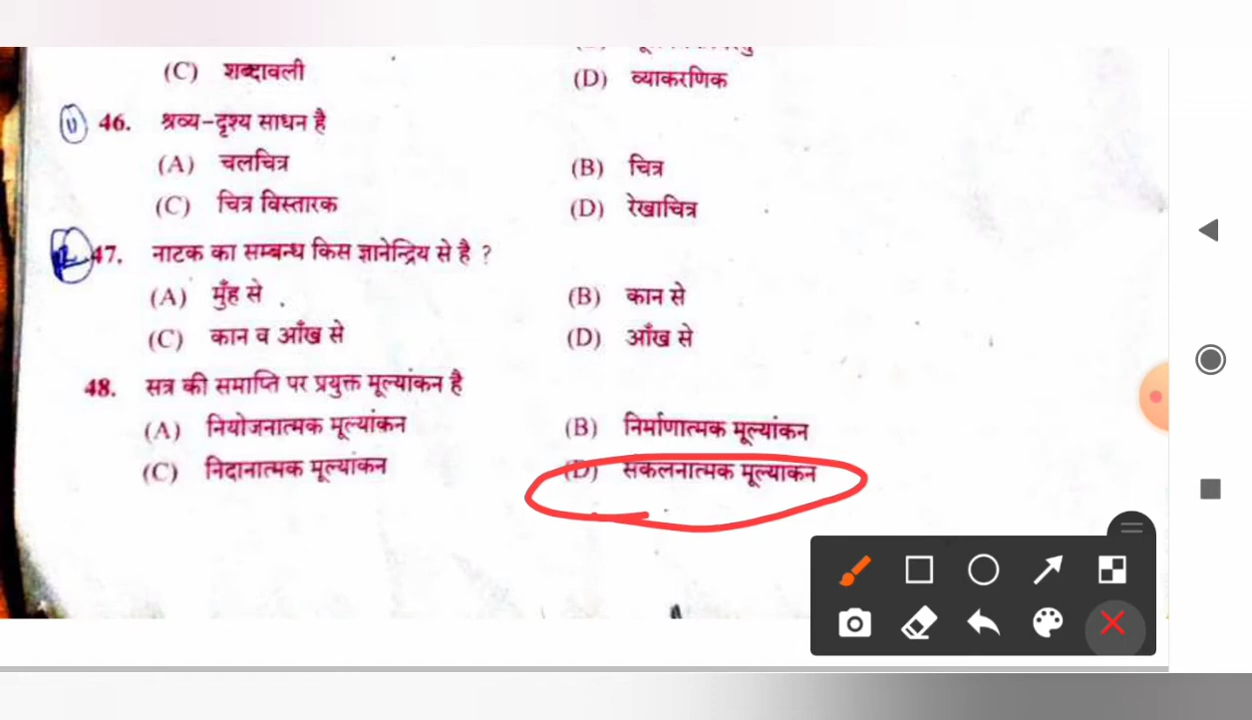 (C) शब्दावली (D) व्याकरणिक
46. श्रव्य-दृश्य साधन है
(A) चलचित्र (B) चित्र
(C) चित्र विस्तारक (D) रेखाचित्र
47. नाटक का सम्बन्ध किस ज्ञानेन्द्रिय से है ?
(A) मुँह से (B) कान से
(C) कान व आँख से (D) आँख से
48. सत्र की समाप्ति पर प्रयुक्त मूल्यांकन है
(A) नियोजनात्मक मूल्यांकन (B) निर्माणात्मक मूल्यांकन
(C) निदानात्मक मूल्यांकन (D) संकलनात्मक मूल्यांकन